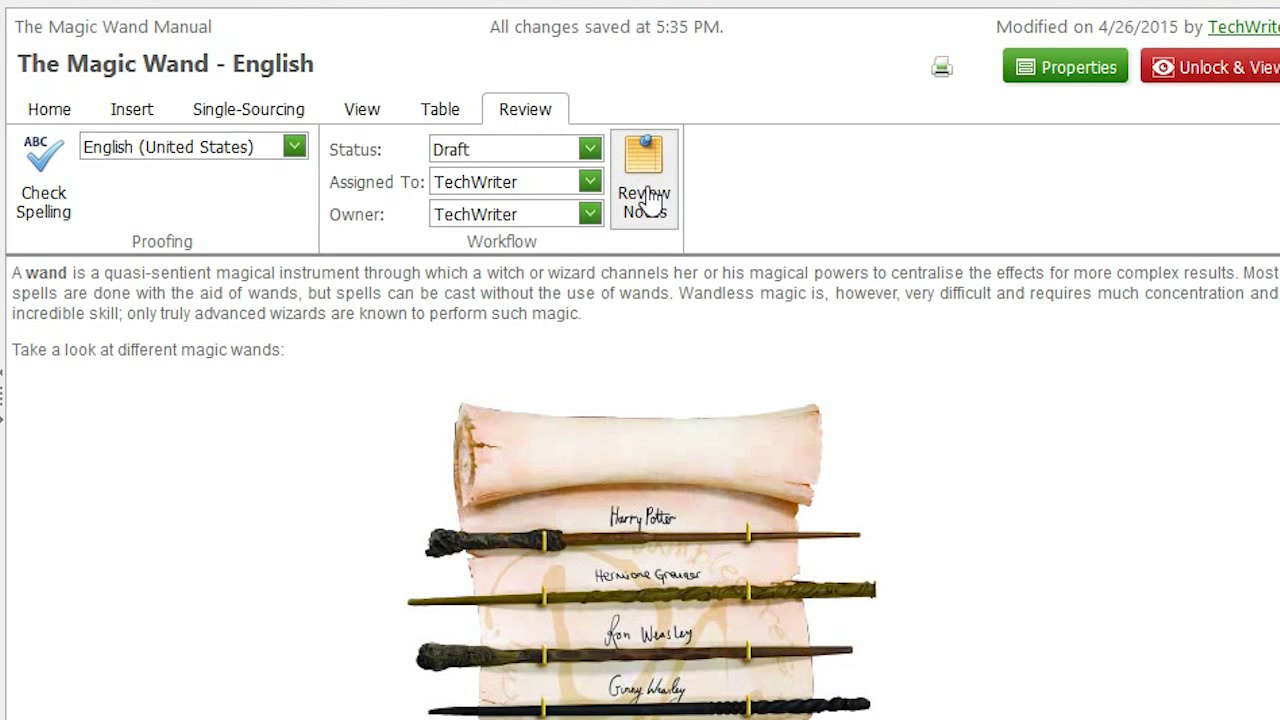 The Magic Wand Manual
All changes saved at 5:35 PM.
Modified on 4/26/2015 by TechWrite
The Magic Wand - English
Properties
Unlock & View
Home
Insert
Single-Sourcing
View
Table
Review
ABC
Check
Spelling
English (United States)
Proofing
Status:
Draft
Assigned To:
TechWriter
Owner:
TechWriter
Workflow
Review
Notes
A wand is a quasi-sentient magical instrument through which a witch or wizard channels her or his magical powers to centralise the effects for more complex results. Most
spells are done with the aid of wands, but spells can be cast without the use of wands. Wandless magic is, however, very difficult and requires much concentration and
incredible skill; only truly advanced wizards are known to perform such magic.
Take a look at different magic wands:
Harry Potter
Hermione Granger
Ron Weasley
Ginny Weasley